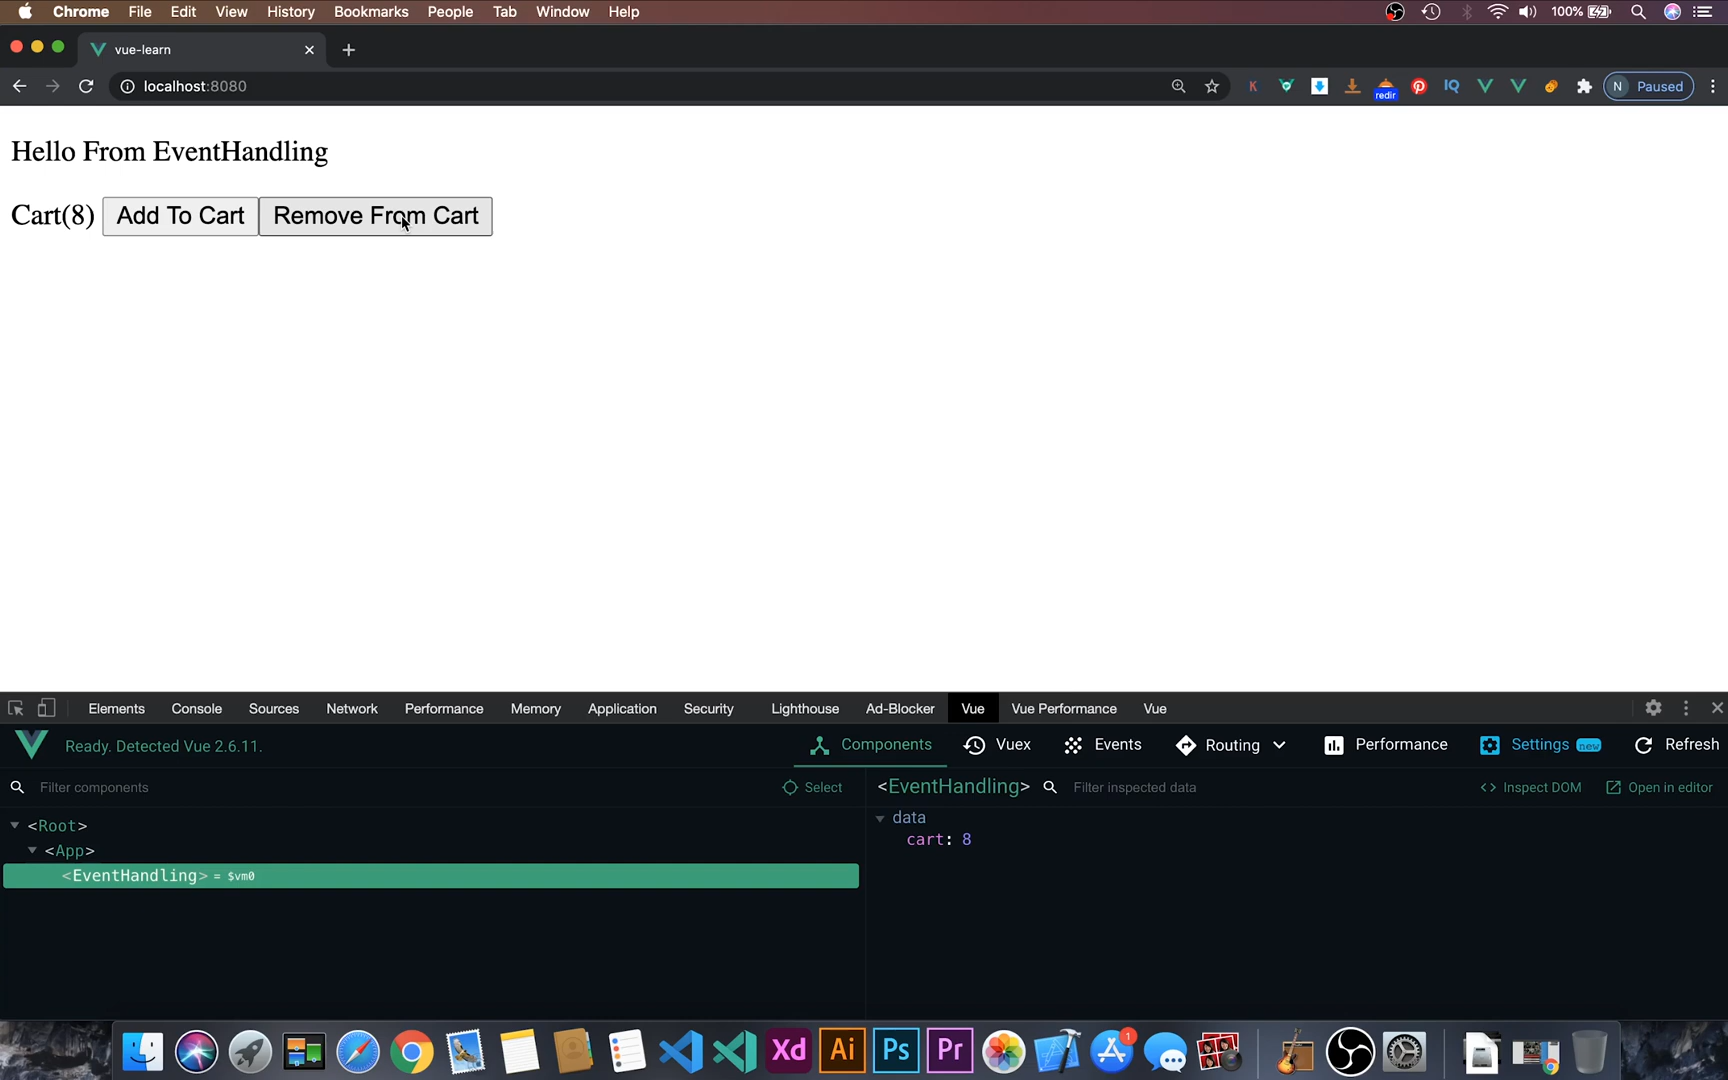 Chrome File Edit View History Bookmarks People Tab Window Help 100%
vue-learn
localhost:8080 K redir IQ N Paused
Hello From EventHandling
Cart(8) Add To Cart Remove From Cart
Elements Console Sources Network Performance Memory Application Security Lighthouse Ad-Blocker Vue Vue Performance Vue
Ready. Detected Vue 2.6.11. Components Vuex Events Routing Performance Settings new Refresh
Filter components Select <EventHandling> Filter inspected data <> Inspect DOM Open in editor
<Root> data
cart: 8
<App>
<EventHandling> = $vm0
Xd Ai Ps Pr 1